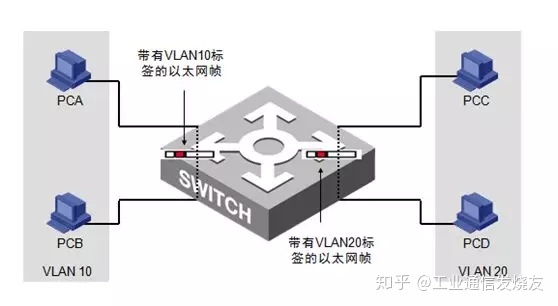 带有VLAN10标
签的以太网帧
PCA
PCC
SWITCH
PCB
带有VLAN20标
签的以太网帧
PCD
VLAN 10
VLAN 20
知乎 @工业通信发烧友